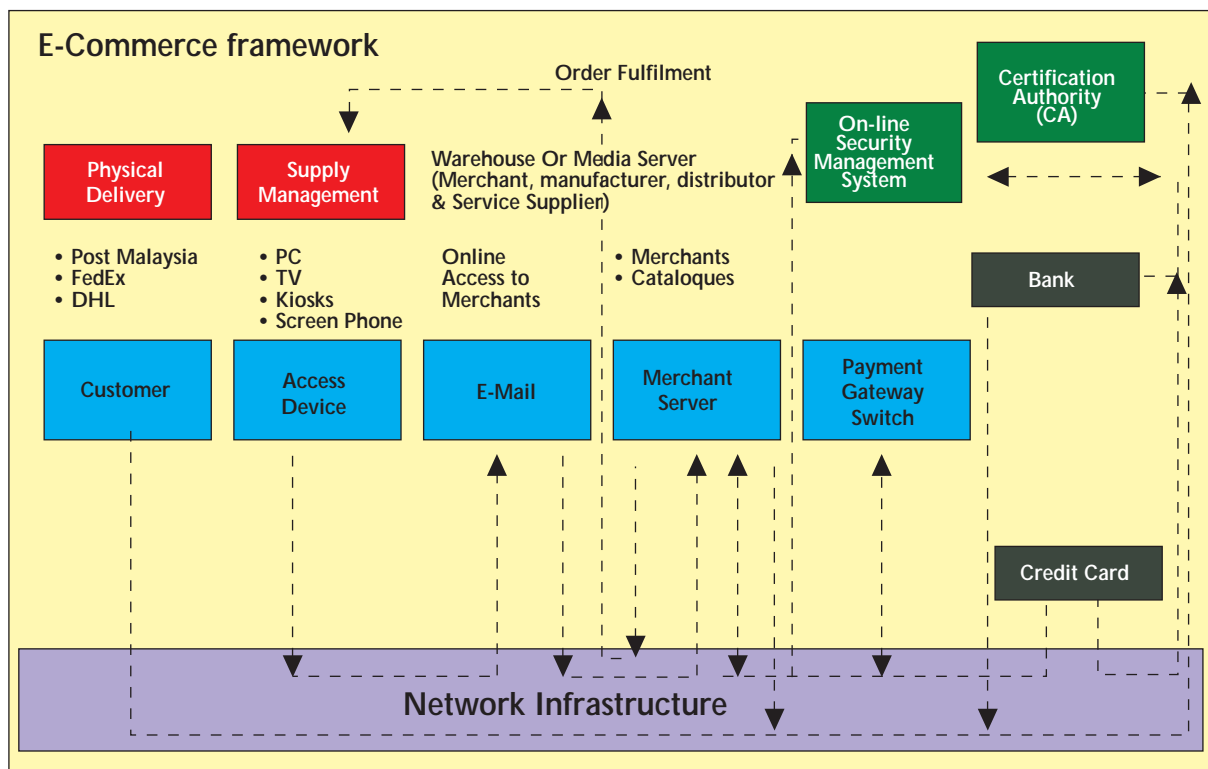 E-Commerce framework
Order Fulfilment
Certification
Authority
(CA)
On-line
Security
Management
System
Physical
Delivery
Supply
Management
Warehouse Or Media Server
(Merchant, manufacturer, distributor
& Service Supplier)
• Post Malaysia
• FedEx
• DHL
• PC
• TV
• Kiosks
• Screen Phone
Online
Access to
Merchants
• Merchants
• Cataloques
Bank
Customer
Access
Device
E-Mail
Merchant
Server
Payment
Gateway
Switch
Credit Card
Network Infrastructure